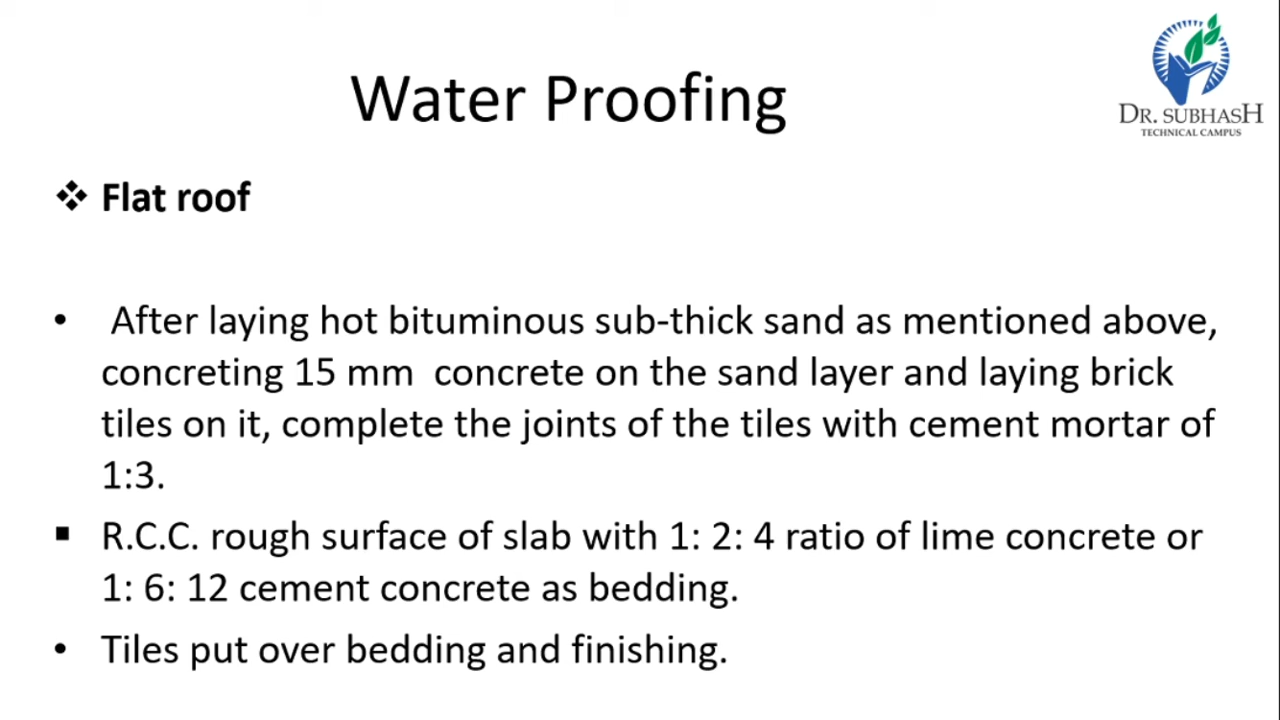 Water Proofing
DR. SUBHASH
TECHNICAL CAMPUS
❖ Flat roof
• After laying hot bituminous sub-thick sand as mentioned above,
concreting 15 mm concrete on the sand layer and laying brick
tiles on it, complete the joints of the tiles with cement mortar of
1:3.
▪ R.C.C. rough surface of slab with 1: 2: 4 ratio of lime concrete or
1: 6: 12 cement concrete as bedding.
• Tiles put over bedding and finishing.